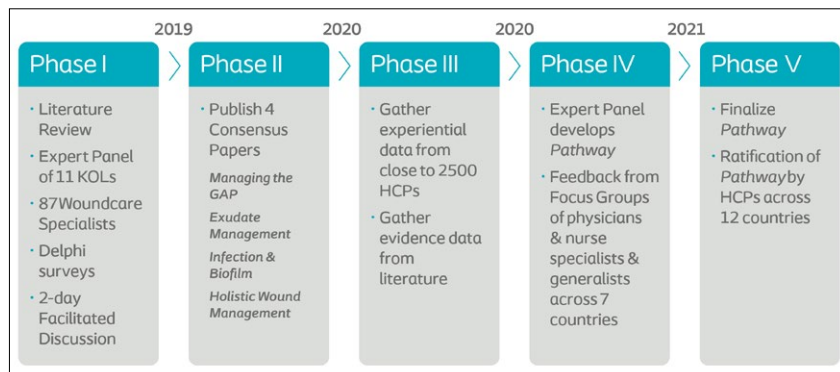 2019
2020
2020
2021
Phase I
· Literature
Review
· Expert Panel
of 11 KOLs
· 87Woundcare
Specialists
· Delphi
surveys
· 2-day
Facilitated
Discussion
Phase II
· Publish 4
Consensus
Papers
Managing the
GAP
Exudate
Management
Infection &
Biofilm
Holistic Wound
Management
Phase III
· Gather
experiential
data from
close to 2500
HCPs
· Gather
evidence data
from
literature
Phase IV
· Expert Panel
develops
Pathway
· Feedback from
Focus Groups
of physicians
& nurse
specialists &
generalists
across 7
countries
Phase V
· Finalize
Pathway
· Ratification of
Pathway by
HCPs across
12 countries